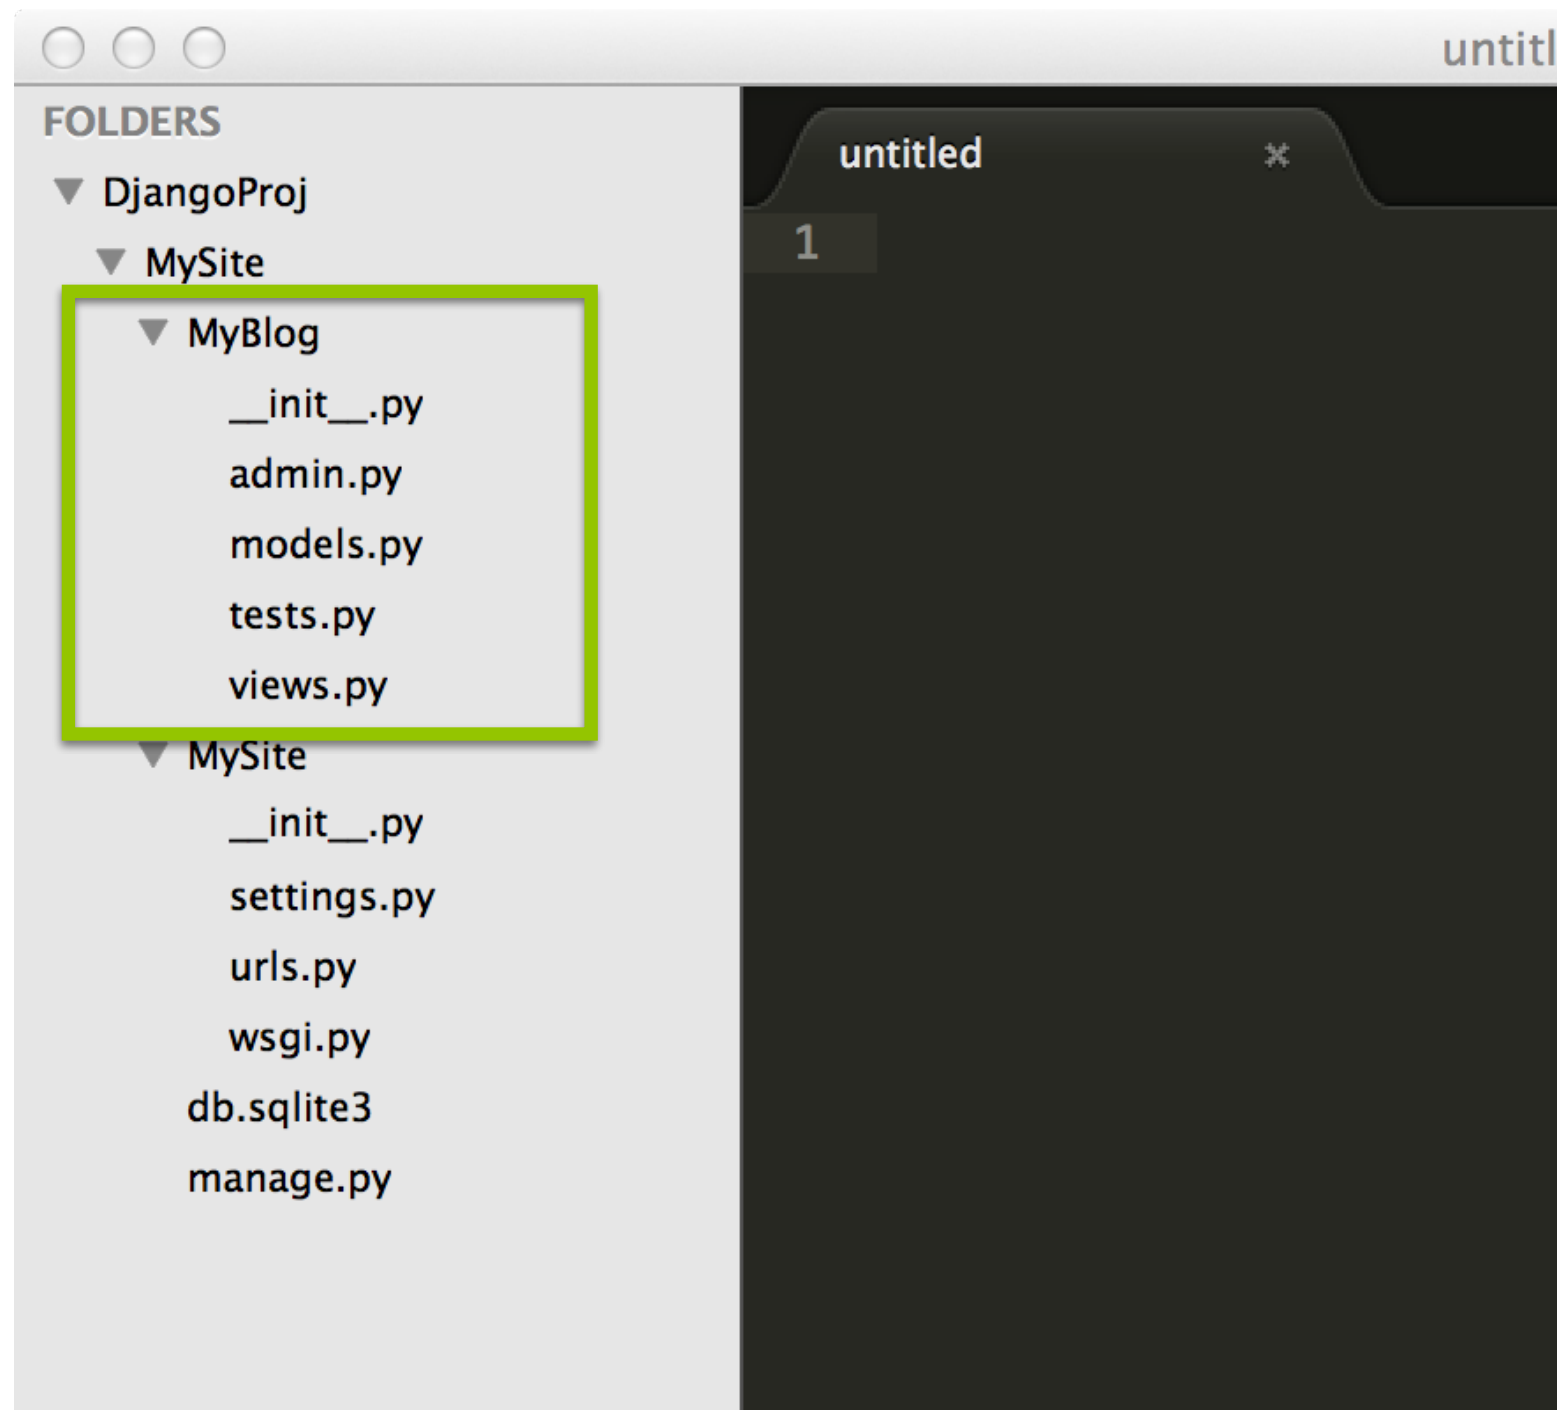 untitl
FOLDERS
DjangoProj
MySite
MyBlog
__init__.py
admin.py
models.py
tests.py
views.py
MySite
__init__.py
settings.py
urls.py
wsgi.py
db.sqlite3
manage.py
untitled
1